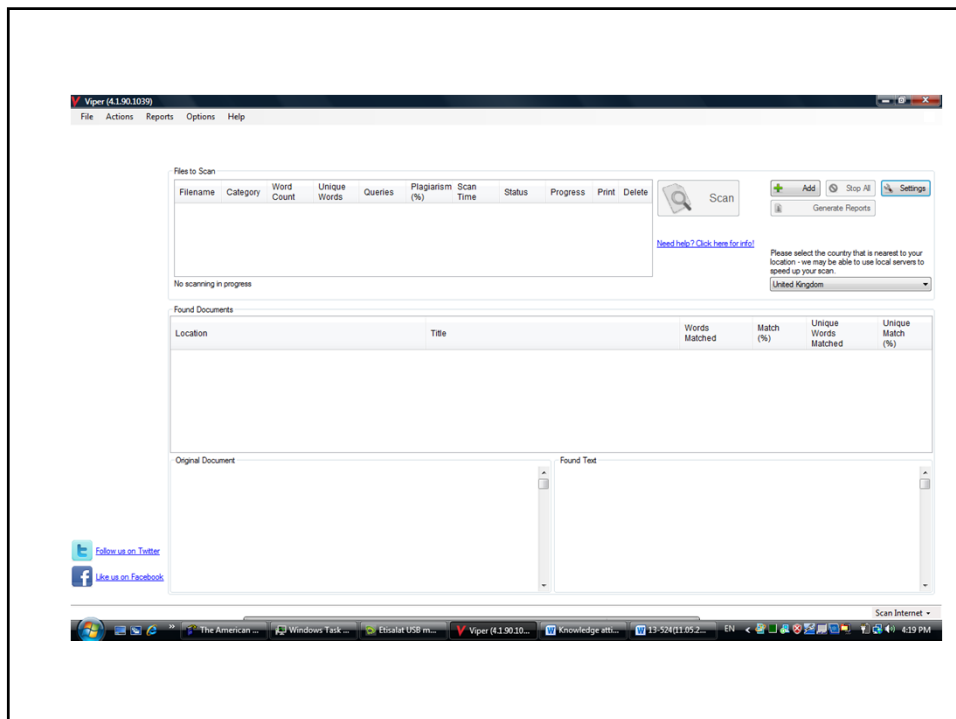 Viper (4.1.90.1039)
File Actions Reports Options Help
Files to Scan
Filename Category Word Count Unique Words Queries Plagiarism (%) Scan Time Status Progress Print Delete
Scan
Add Stop All Settings
Generate Reports
Need help? Click here for info!
Please select the country that is nearest to your
location - we may be able to use local servers to
speed up your scan.
United Kingdom
No scanning in progress
Found Documents
Location Title Words Matched Match (%) Unique Words Matched Unique Match (%)
Original Document Found Text
Follow us on Twitter
Like us on Facebook
Scan Internet
The American ... Windows Task ... Etisalat USB m... Viper (4.1.90.10... Knowledge atti... 13-524(11.05.2... EN 4:19 PM